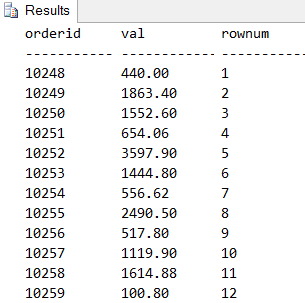 Results
orderid val rownum
----------- ------------ -----------
10248 440.00 1
10249 1863.40 2
10250 1552.60 3
10251 654.06 4
10252 3597.90 5
10253 1444.80 6
10254 556.62 7
10255 2490.50 8
10256 517.80 9
10257 1119.90 10
10258 1614.88 11
10259 100.80 12